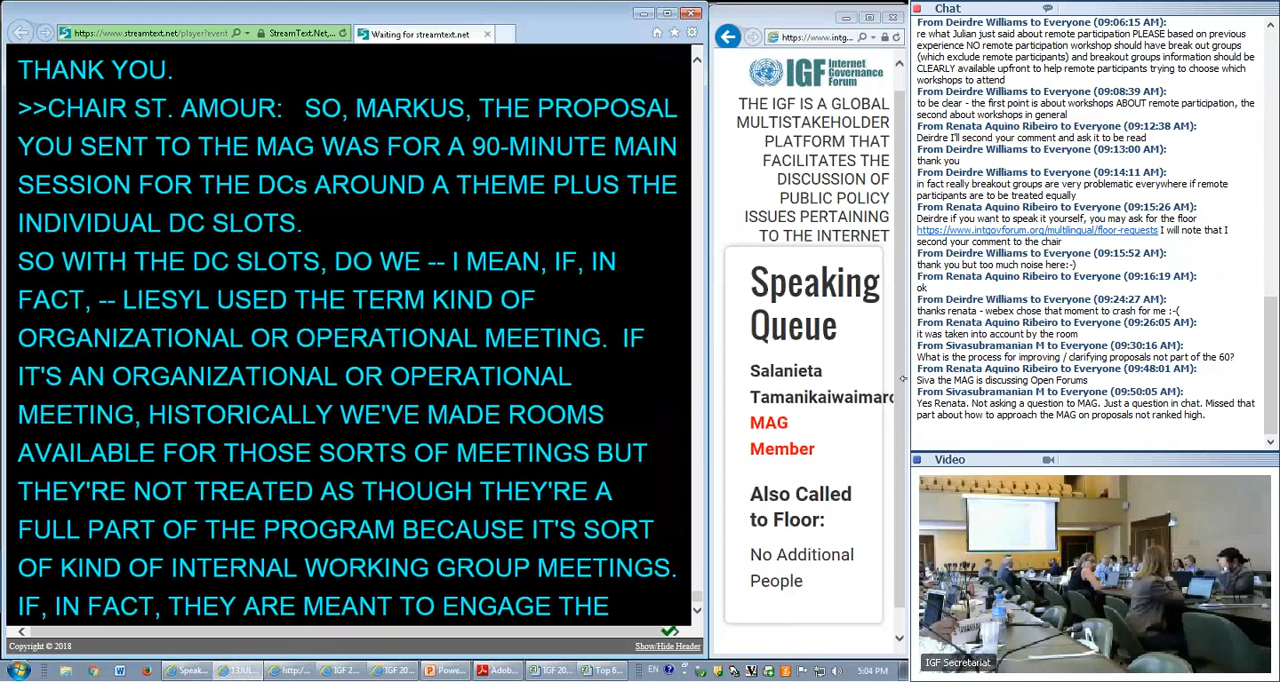 https://www.streamtext.net/player?event
StreamText.Net,...
Waiting for streamtext.net
THANK YOU.
>>CHAIR ST. AMOUR:   SO, MARKUS, THE PROPOSAL
YOU SENT TO THE MAG WAS FOR A 90-MINUTE MAIN
SESSION FOR THE DCs AROUND A THEME PLUS THE
INDIVIDUAL DC SLOTS.
SO WITH THE DC SLOTS, DO WE -- I MEAN, IF, IN
FACT, -- LIESYL USED THE TERM KIND OF
ORGANIZATIONAL OR OPERATIONAL MEETING.  IF
IT'S AN ORGANIZATIONAL OR OPERATIONAL
MEETING, HISTORICALLY WE'VE MADE ROOMS
AVAILABLE FOR THOSE SORTS OF MEETINGS BUT
THEY'RE NOT TREATED AS THOUGH THEY'RE A
FULL PART OF THE PROGRAM BECAUSE IT'S SORT
OF KIND OF INTERNAL WORKING GROUP MEETINGS.
IF, IN FACT, THEY ARE MEANT TO ENGAGE THE
Copyright © 2018
Show/Hide Header
https://www.intg...
IGF Internet
Governance
Forum
THE IGF IS A GLOBAL
MULTISTAKEHOLDER
PLATFORM THAT
FACILITATES THE
DISCUSSION OF
PUBLIC POLICY
ISSUES PERTAINING
TO THE INTERNET
Speaking
Queue
Salanieta
Tamanikaiwaimaro
MAG
Member
Also Called
to Floor:
No Additional
People
Chat
From Deirdre Williams to Everyone (09:06:15 AM):
re what Julian just said about remote participation PLEASE based on previous
experience NO remote participation workshop should have break out groups
(which exclude remote participants) and breakout groups information should be
CLEARLY available upfront to help remote participants trying to choose which
workshops to attend
From Deirdre Williams to Everyone (09:08:39 AM):
to be clear - the first point is about workshops ABOUT remote participation, the
second about workshops in general
From Renata Aquino Ribeiro to Everyone (09:12:38 AM):
Deirdre I'll second your comment and ask it to be read
From Deirdre Williams to Everyone (09:13:00 AM):
thank you
From Deirdre Williams to Everyone (09:14:11 AM):
in fact really breakout groups are very problematic everywhere if remote
participants are to be treated equally
From Renata Aquino Ribeiro to Everyone (09:15:26 AM):
Deirdre if you want to speak it yourself, you may ask for the floor
https://www.intgovforum.org/multilingual/floor-requests I will note that I
second your comment to the chair
From Deirdre Williams to Everyone (09:15:52 AM):
thank you but too much noise here:-)
From Renata Aquino Ribeiro to Everyone (09:16:19 AM):
ok
From Deirdre Williams to Everyone (09:24:27 AM):
thanks renata - webex chose that moment to crash for me :-(
From Renata Aquino Ribeiro to Everyone (09:26:05 AM):
it was taken into account by the room
From Sivasubramanian M to Everyone (09:30:16 AM):
What is the process for improving / clarifying proposals not part of the 60?
From Renata Aquino Ribeiro to Everyone (09:48:01 AM):
Siva the MAG is discussing Open Forums
From Sivasubramanian M to Everyone (09:50:05 AM):
Yes Renata. Not asking a question to MAG. Just a question in chat. Missed that
part about how to approach the MAG on proposals not ranked high.
Video
IGF Secretariat
Speak...
13JUL...
http:/...
IGF 2...
IGF 20...
Powe...
Adob...
IGF 20...
Top 6...
EN
5:04 PM